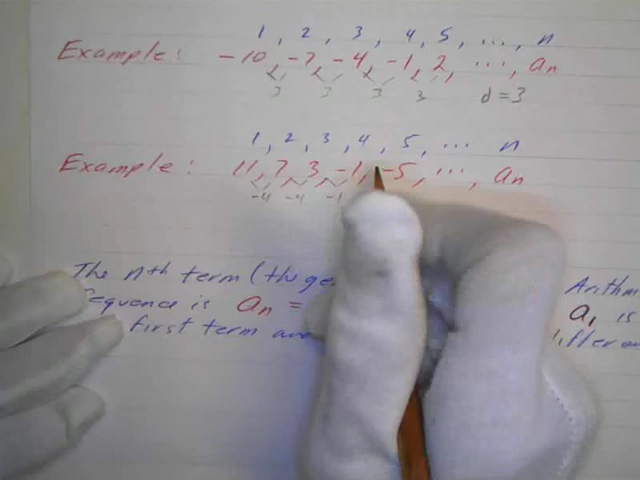 1, 2, 3, 4, 5, ..., n
Example: -10, -7, -4, -1, 2, ..., an
3 3 3 3 d=3
1, 2, 3, 4, 5, ... n
Example: 11, 7, 3, -1, -5, ..., an
-4 -4
The nth term (the Arithm
Sequence is an = a1 is
first term